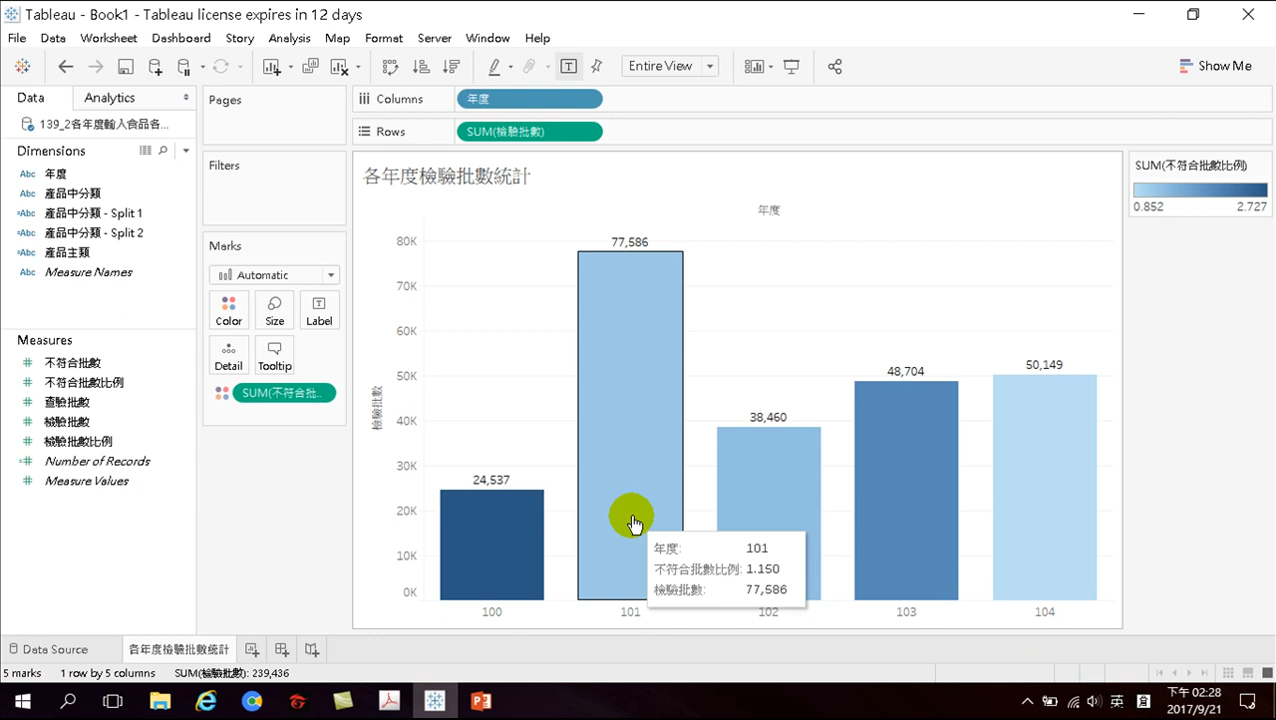 Tableau - Book1 - Tableau license expires in 12 days
File Data Worksheet Dashboard Story Analysis Map Format Server Window Help
Entire View
Show Me
Data Analytics
139_2各年度輸入食品各...
Dimensions
Abc 年度
Abc 產品中分類
=Abc 產品中分類 - Split 1
=Abc 產品中分類 - Split 2
=Abc 產品主類
Abc Measure Names
Measures
# 不符合批數
# 不符合批數比例
# 查驗批數
# 檢驗批數
# 檢驗批數比例
=# Number of Records
# Measure Values
Pages
Filters
Marks
Automatic
Color Size Label
Detail Tooltip
SUM(不符合批..
Columns 年度
Rows SUM(檢驗批數)
各年度檢驗批數統計
年度
檢驗批數
80K
70K
60K
50K
40K
30K
20K
10K
0K
24,537
77,586
38,460
48,704
50,149
年度: 101
不符合批數比例: 1.150
檢驗批數: 77,586
100 101 102 103 104
SUM(不符合批數比例)
0.852 2.727
Data Source 各年度檢驗批數統計
5 marks 1 row by 5 columns SUM(檢驗批數): 239,436
英
下午 02:28
2017/9/21